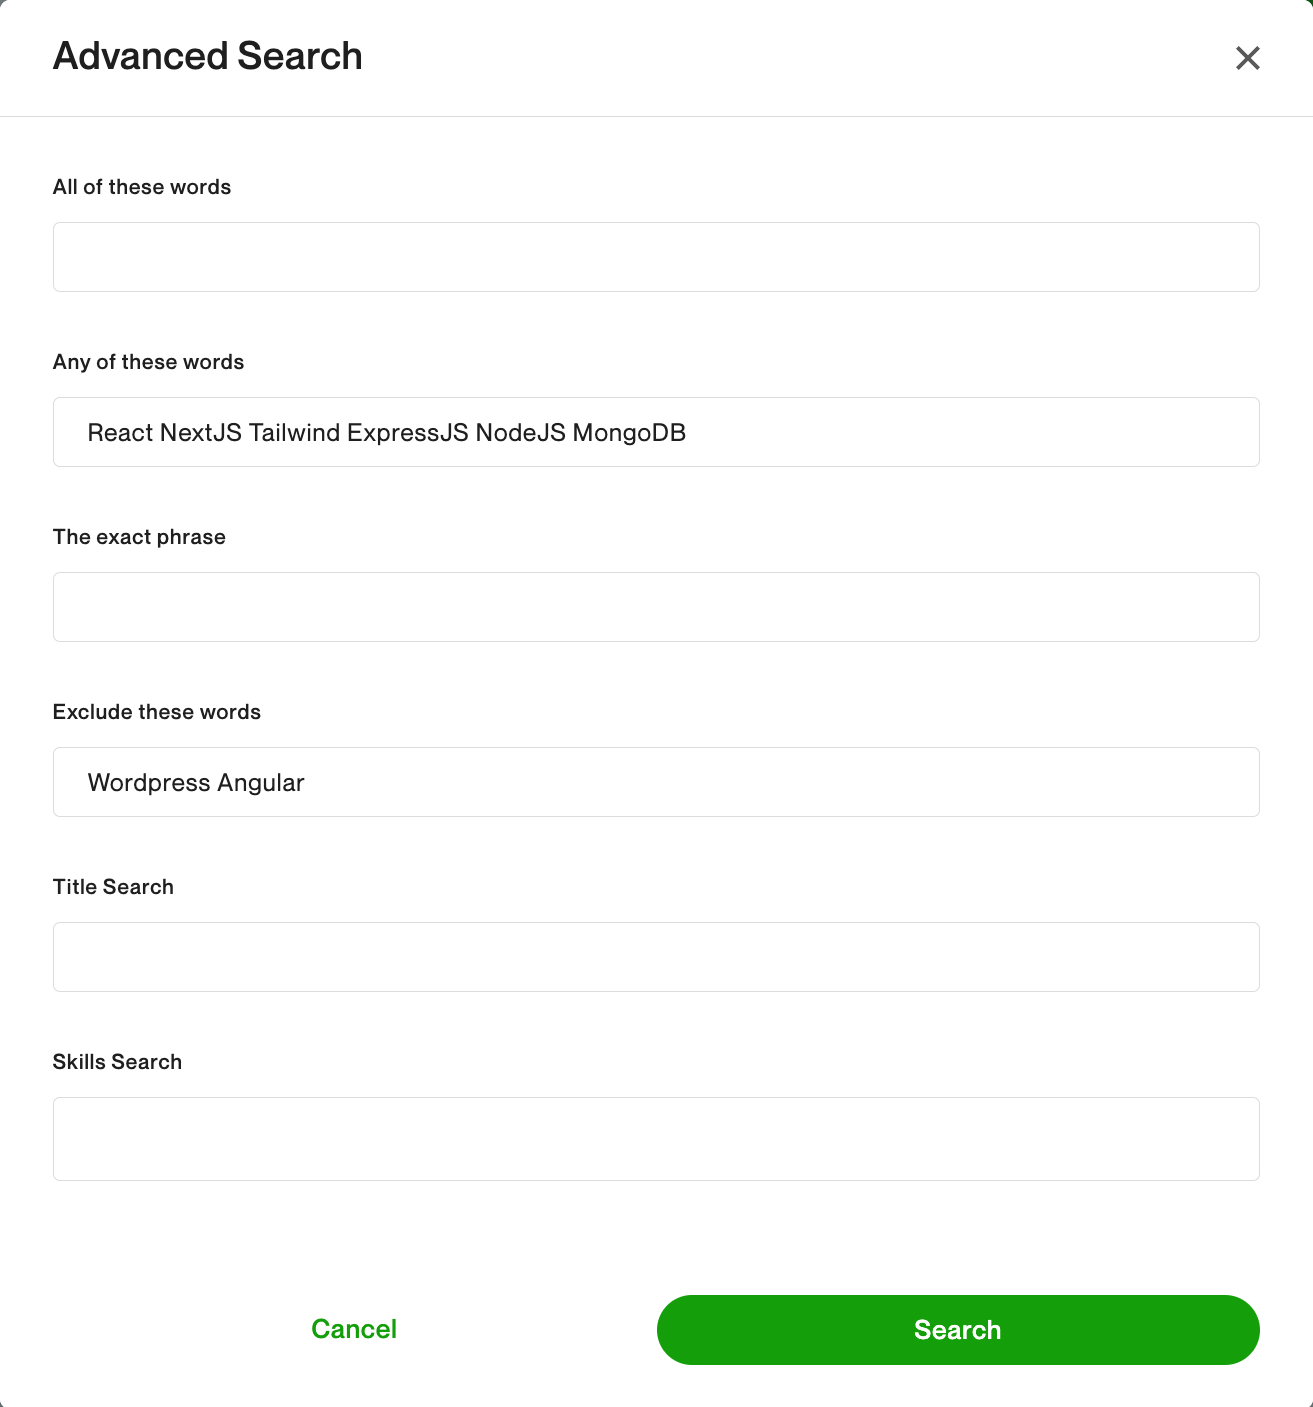 Advanced Search
All of these words
Any of these words
React NextJS Tailwind ExpressJS NodeJS MongoDB
The exact phrase
Exclude these words
Wordpress Angular
Title Search
Skills Search
Cancel
Search